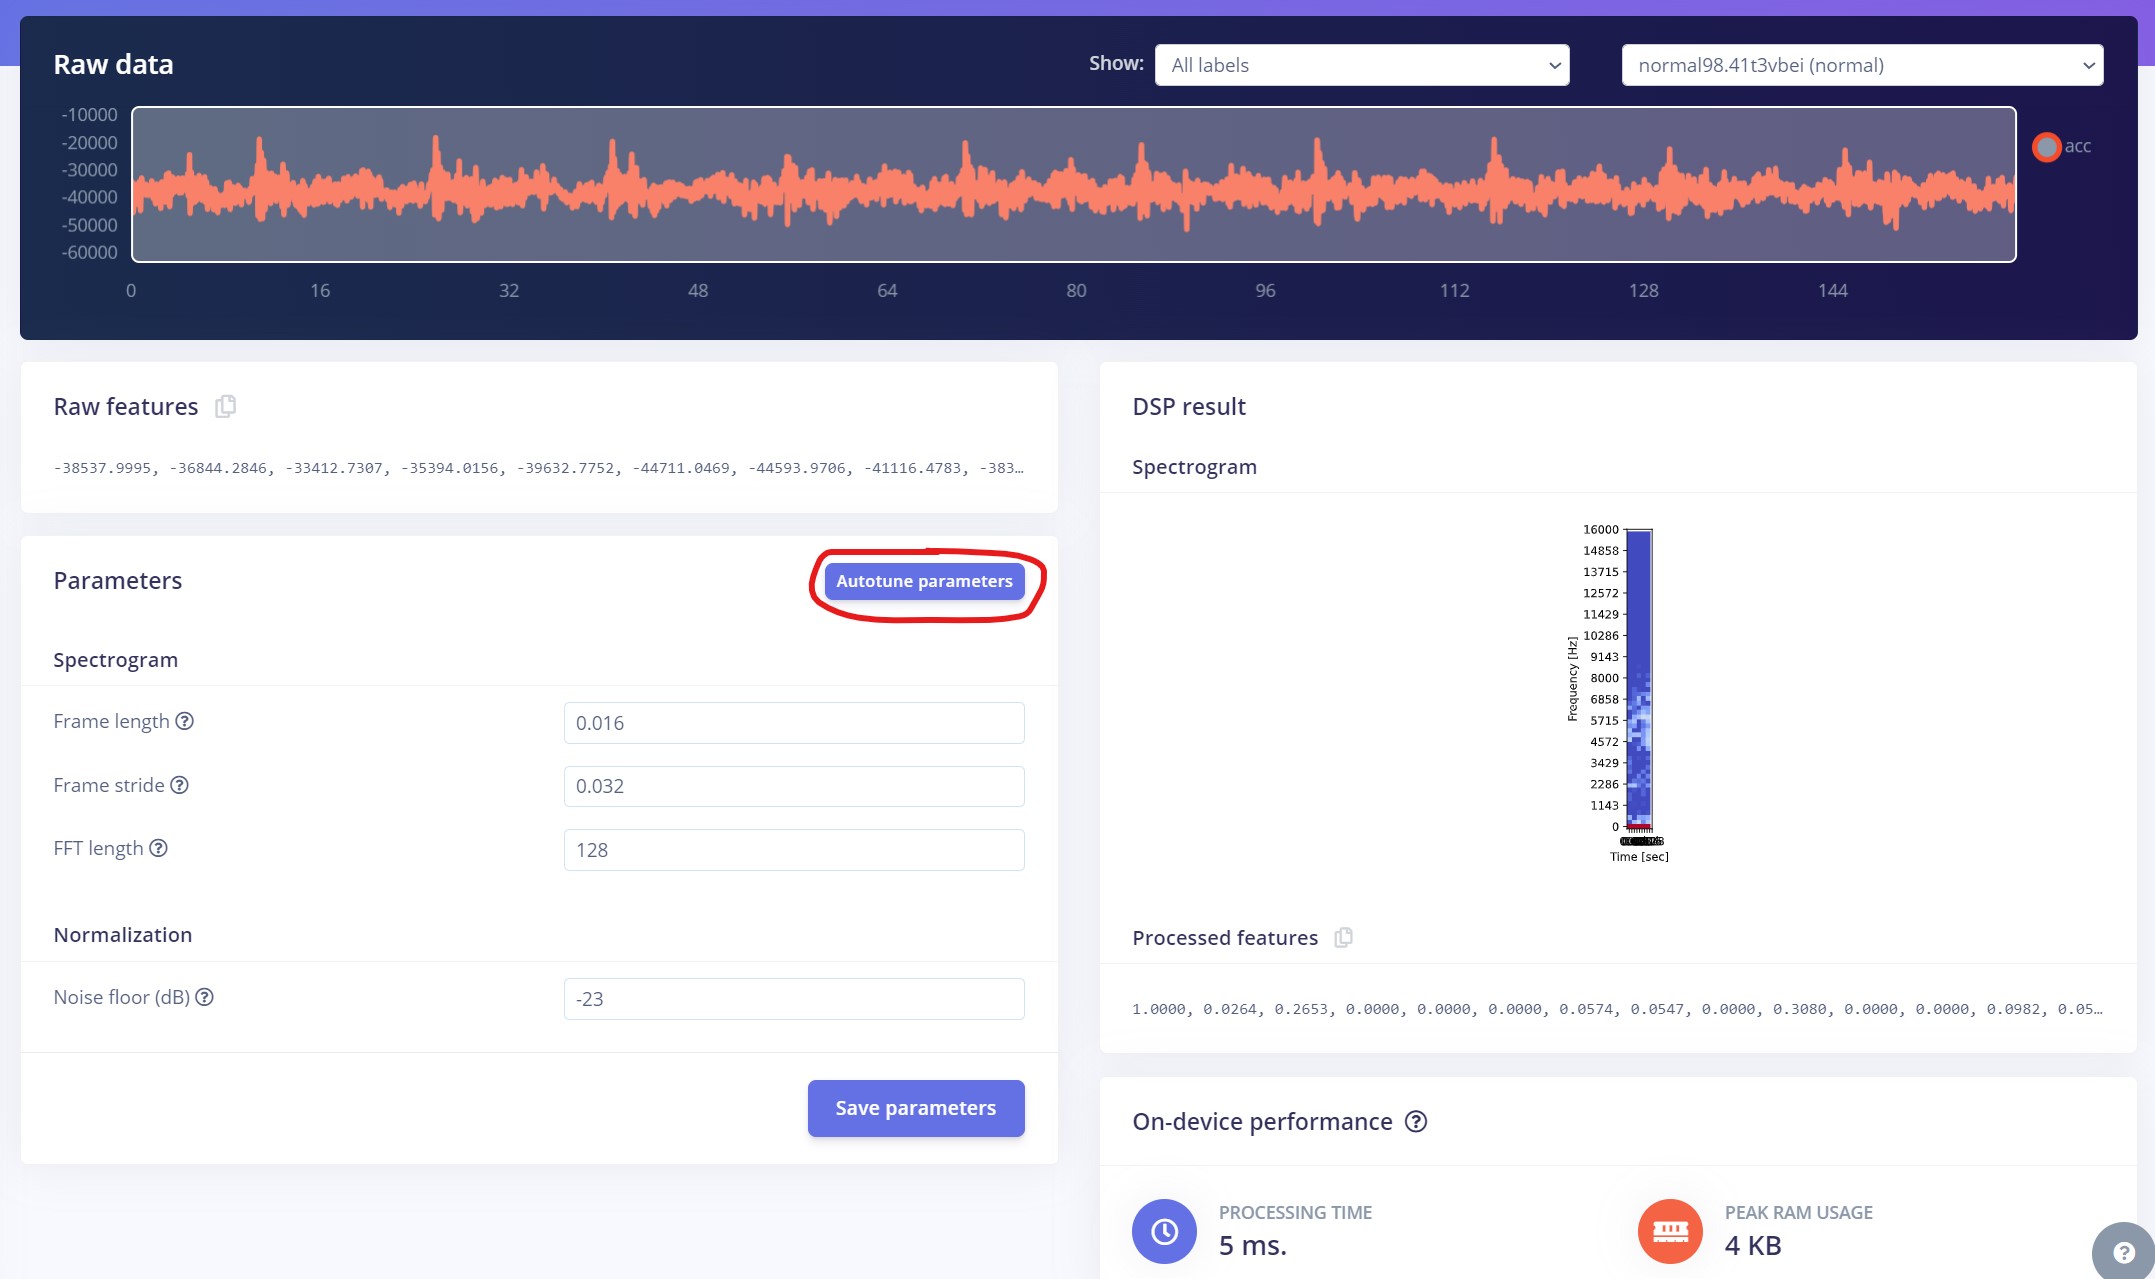 Raw data
Show:
All labels
normal98.41t3vbei (normal)
-10000
-20000
-30000
-40000
-50000
-60000
acc
0 16 32 48 64 80 96 112 128 144
Raw features
-38537.9995, -36844.2846, -33412.7307, -35394.0156, -39632.7752, -44711.0469, -44593.9706, -41116.4783, -383…
Parameters
Autotune parameters
Spectrogram
Frame length
0.016
Frame stride
0.032
FFT length
128
Normalization
Noise floor (dB)
-23
Save parameters
DSP result
Spectrogram
16000
14858
13715
12572
11429
10286
9143
8000
6858
5715
4572
3429
2286
1143
0
Frequency [Hz]
Time [sec]
Processed features
1.0000, 0.0264, 0.2653, 0.0000, 0.0000, 0.0000, 0.0574, 0.0547, 0.0000, 0.3080, 0.0000, 0.0000, 0.0982, 0.05…
On-device performance
PROCESSING TIME
5 ms.
PEAK RAM USAGE
4 KB